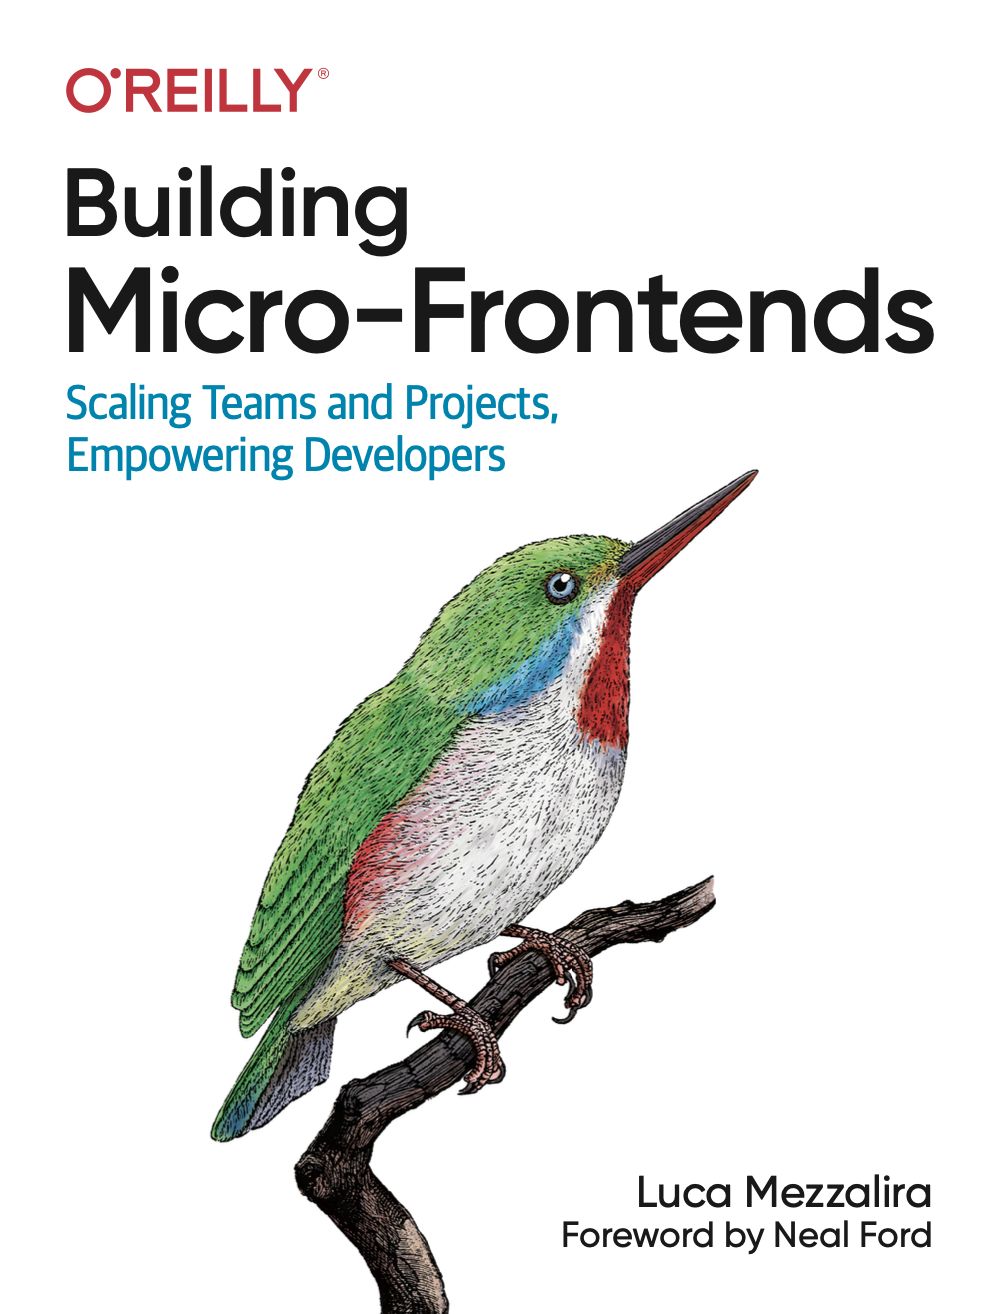 O'REILLY®
Building
Micro-Frontends
Scaling Teams and Projects,
Empowering Developers
Luca Mezzalira
Foreword by Neal Ford